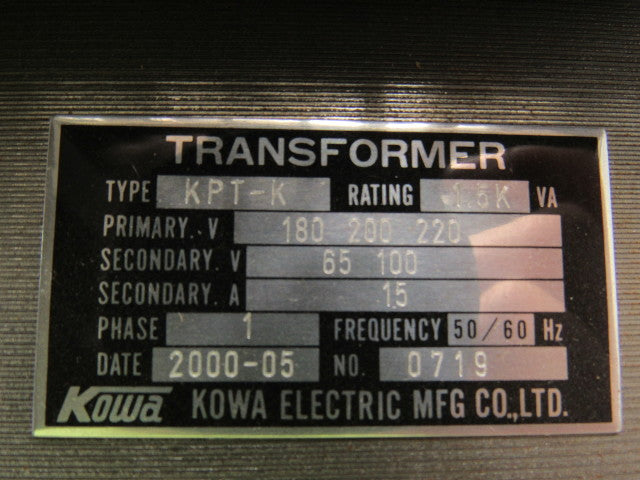 TRANSFORMER
TYPE KPT-K RATING 1.5K VA
PRIMARY. V 180 200 220
SECONDARY. V 65 100
SECONDARY. A 15
PHASE 1 FREQUENCY 50/60 Hz
DATE 2000-05 NO. 0719
Kowa KOWA ELECTRIC MFG CO.,LTD.